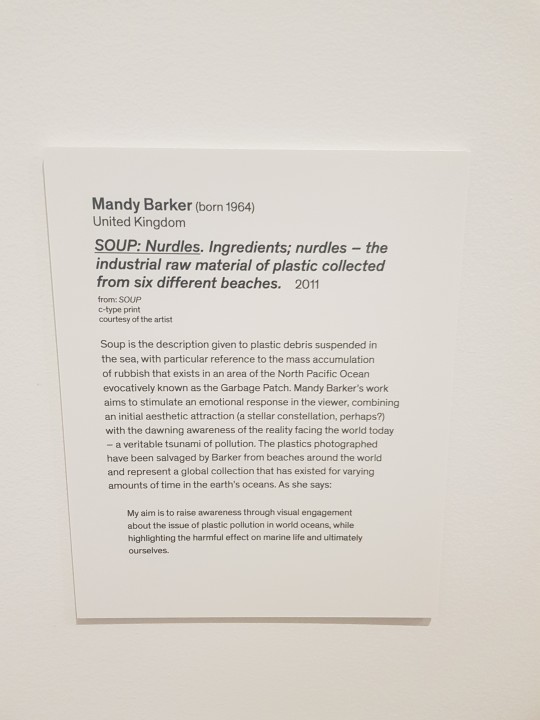 Mandy Barker (born 1964)
United Kingdom
SOUP: Nurdles. Ingredients; nurdles – the
industrial raw material of plastic collected
from six different beaches. 2011
from: SOUP
c-type print
courtesy of the artist
Soup is the description given to plastic debris suspended in
the sea, with particular reference to the mass accumulation
of rubbish that exists in an area of the North Pacific Ocean
evocatively known as the Garbage Patch. Mandy Barker's work
aims to stimulate an emotional response in the viewer, combining
an initial aesthetic attraction (a stellar constellation, perhaps?)
with the dawning awareness of the reality facing the world today
– a veritable tsunami of pollution. The plastics photographed
have been salvaged by Barker from beaches around the world
and represent a global collection that has existed for varying
amounts of time in the earth's oceans. As she says:
My aim is to raise awareness through visual engagement
about the issue of plastic pollution in world oceans, while
highlighting the harmful effect on marine life and ultimately
ourselves.